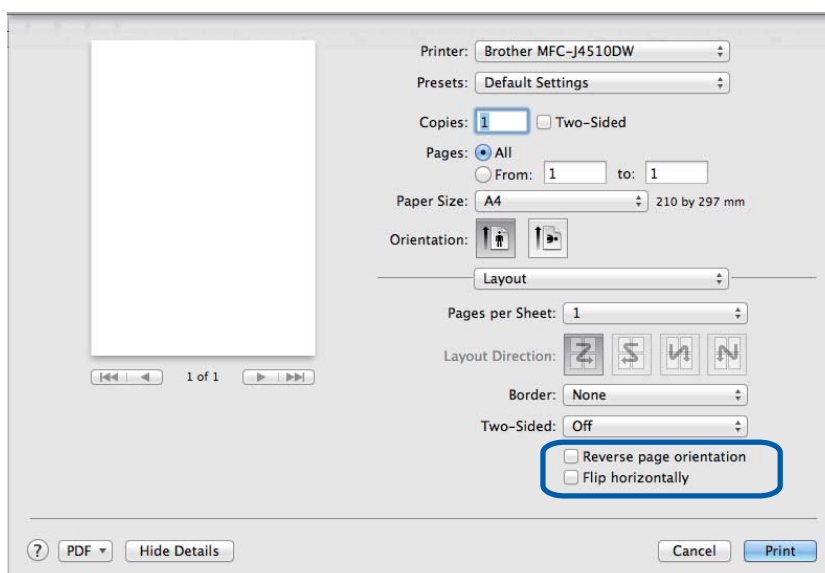 Printer: Brother MFC-J4510DW
Presets: Default Settings
Copies: 1 Two-Sided
Pages: All
From: 1 to: 1
Paper Size: A4 210 by 297 mm
Orientation:
Layout
Pages per Sheet: 1
Layout Direction:
1 of 1
Border: None
Two-Sided: Off
Reverse page orientation
Flip horizontally
? PDF Hide Details Cancel Print